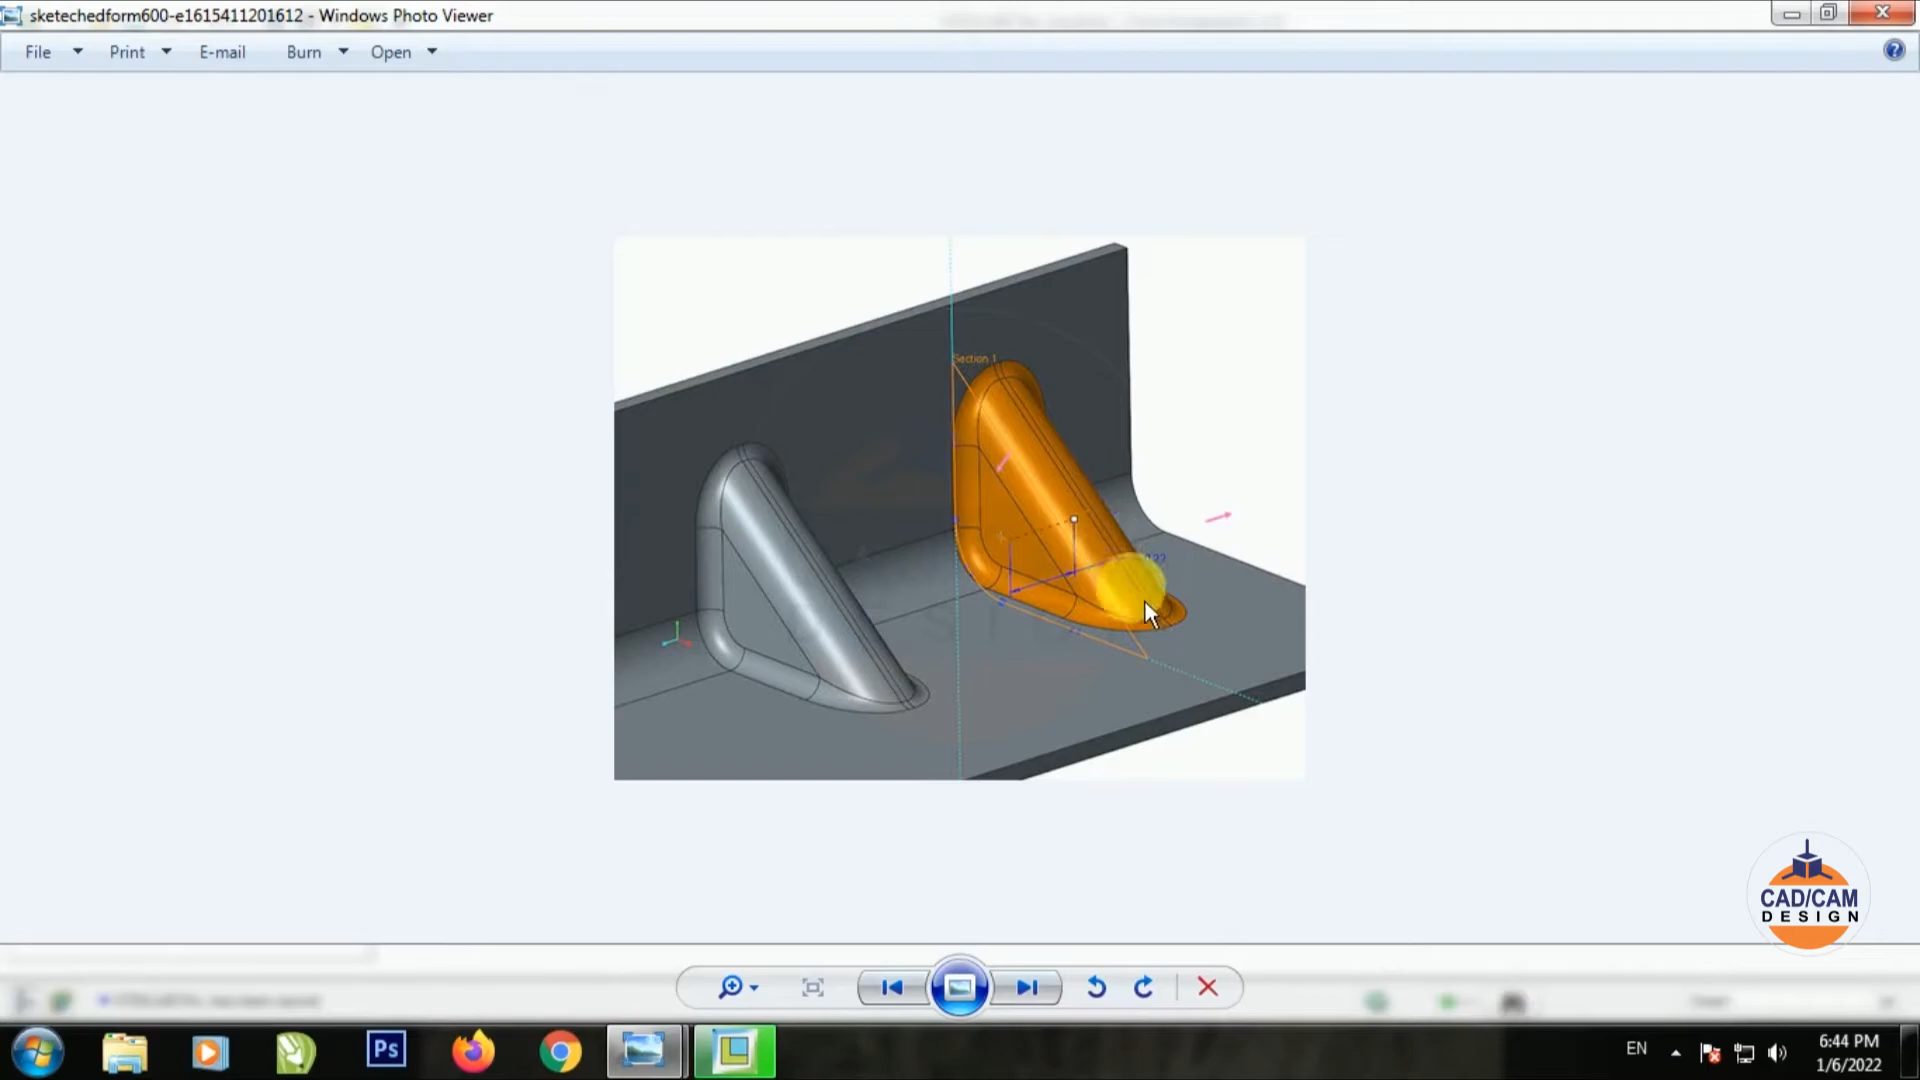 sketechedform600-e1615411201612 - Windows Photo Viewer
File Print E-mail Burn Open
Section 1
CAD/CAM
DESIGN
Ps
EN
6:44 PM
1/6/2022